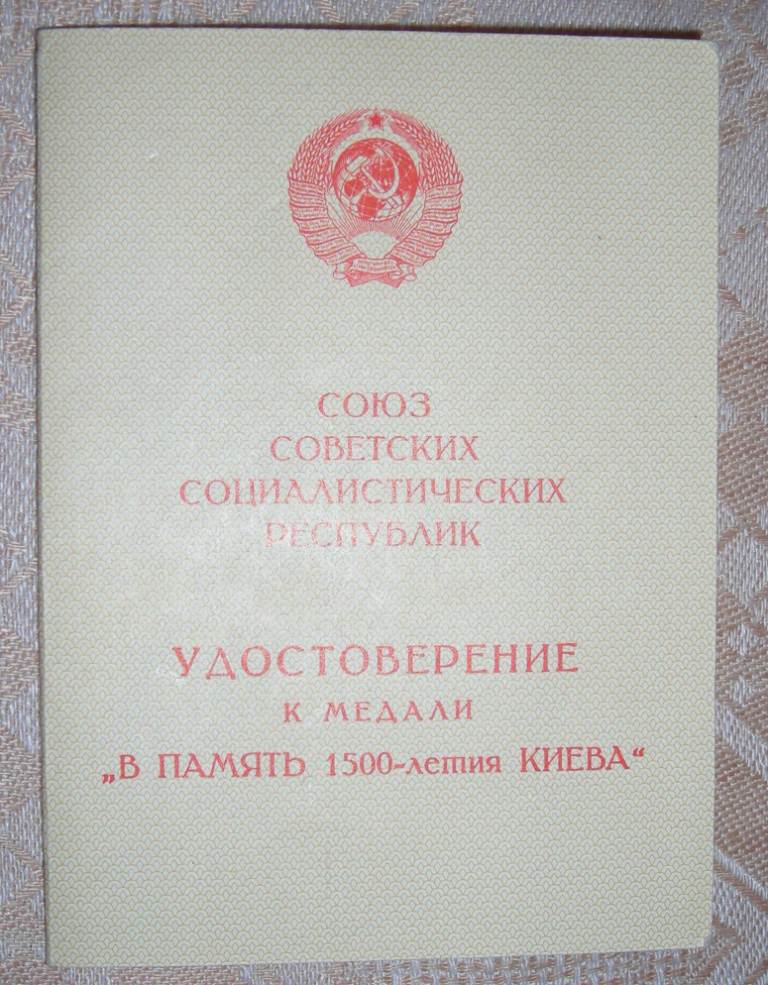 СОЮЗ
СОВЕТСКИХ
СОЦИАЛИСТИЧЕСКИХ
РЕСПУБЛИК
УДОСТОВЕРЕНИЕ
К МЕДАЛИ
„В ПАМЯТЬ 1500-летия КИЕВА“